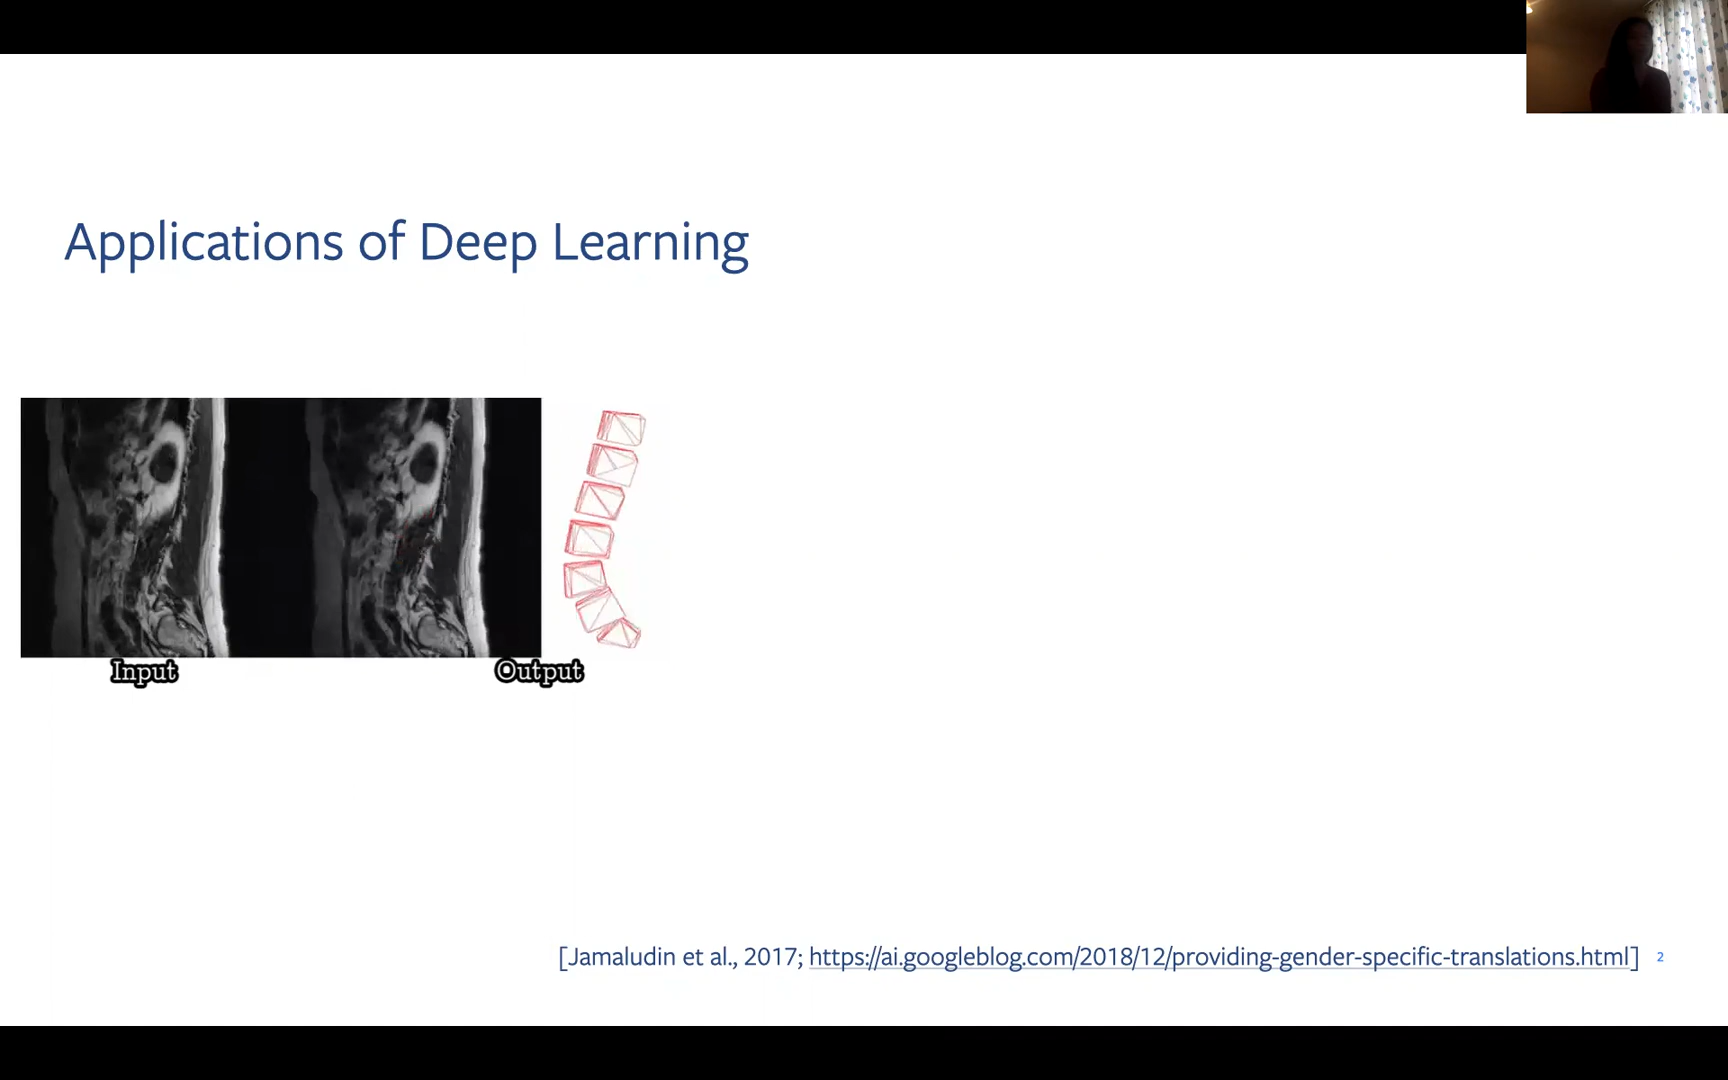 Applications of Deep Learning
Input
Output
[Jamaludin et al., 2017; https://ai.googleblog.com/2018/12/providing-gender-specific-translations.html]
2